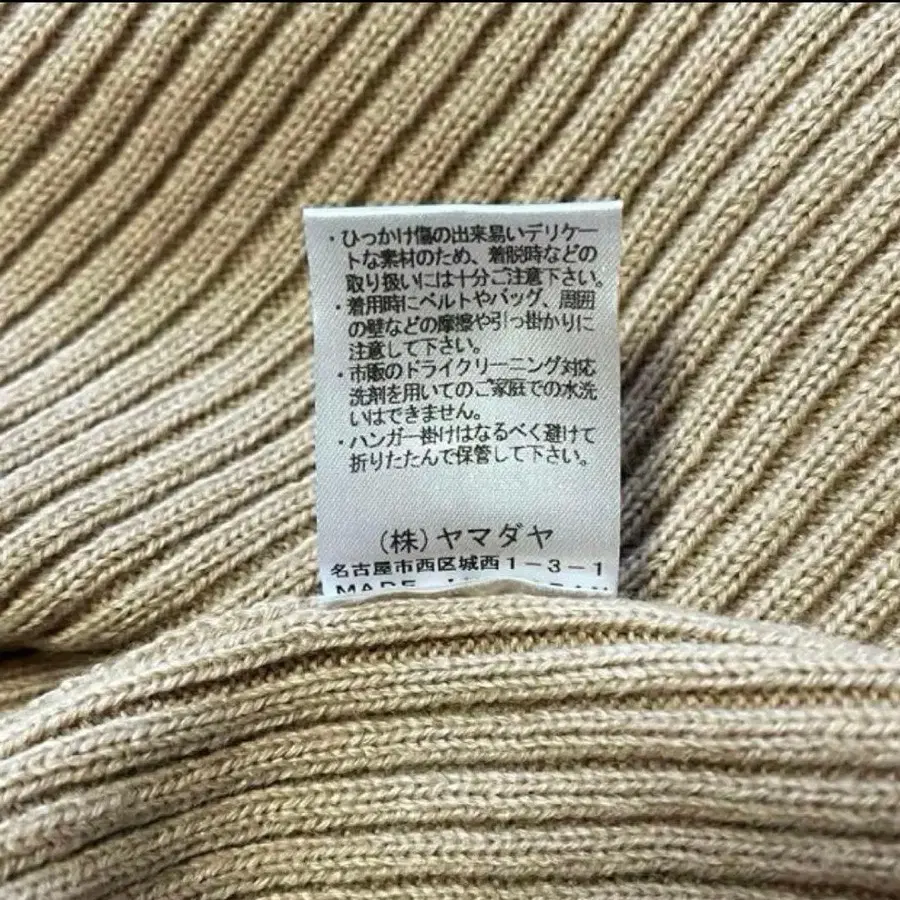 ・ひっかけ傷の出来易いデリケー
トな素材のため、着脱時などの
取り扱いには十分ご注意下さい。
・着用時にベルトやバッグ、周囲
の壁などの摩擦や引っ掛かりに
注意して下さい。
・市販のドライクリーニング対応
洗剤を用いてのご家庭での水洗
いはできません。
・ハンガー掛けはなるべく避けて
折りたたんで保管して下さい。
(株)ヤマダヤ
名古屋市西区城西1-3-1
MADE